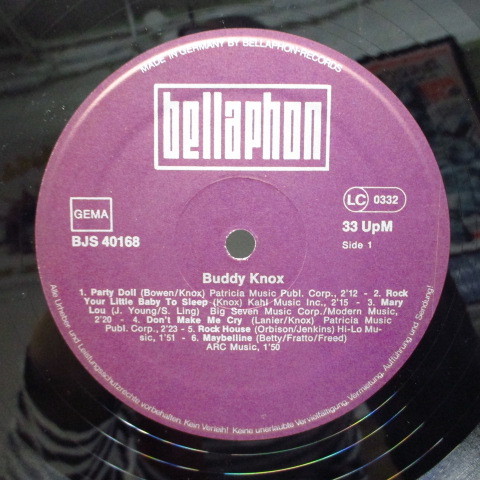 MADE IN GERMANY BY BELLAPHON-RECORDS
bellaphon
GEMA
LC 0332
BJS 40168
33 UpM
Side 1
Buddy Knox
1. Party Doll (Bowen/Knox) Patricia Music Publ. Corp., 2'12 - 2. Rock
Your Little Baby To Sleep (Knox) Kahl Music Inc., 2'15 - 3. Mary
Lou (J. Young/S. Ling) Big Seven Music Corp./Modern Music,
2'20 - 4. Don't Make Me Cry (Lanier/Knox) Patricia Music
Publ. Corp., 2'23 - 5. Rock House (Orbison/Jenkins) Hi-Lo Mu-
sic, 1'51 - 6. Maybelline (Betty/Fratto/Freed)
ARC Music, 1'50
Alle Urheber und Leistungsschutzrechte vorbehalten. Kein Verleih! Keine unerlaubte Vervielfältigung, Vermietung, Aufführung und Sendung!